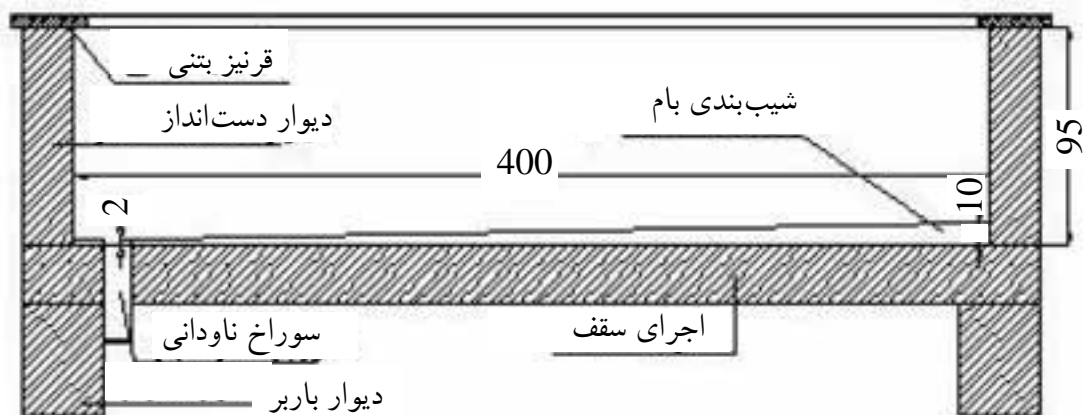 قرنیز بتنی
دیوار دست‌انداز
شیب‌بندی بام
400
95
2
10
سوراخ ناودانی
اجرای سقف
دیوار باربر